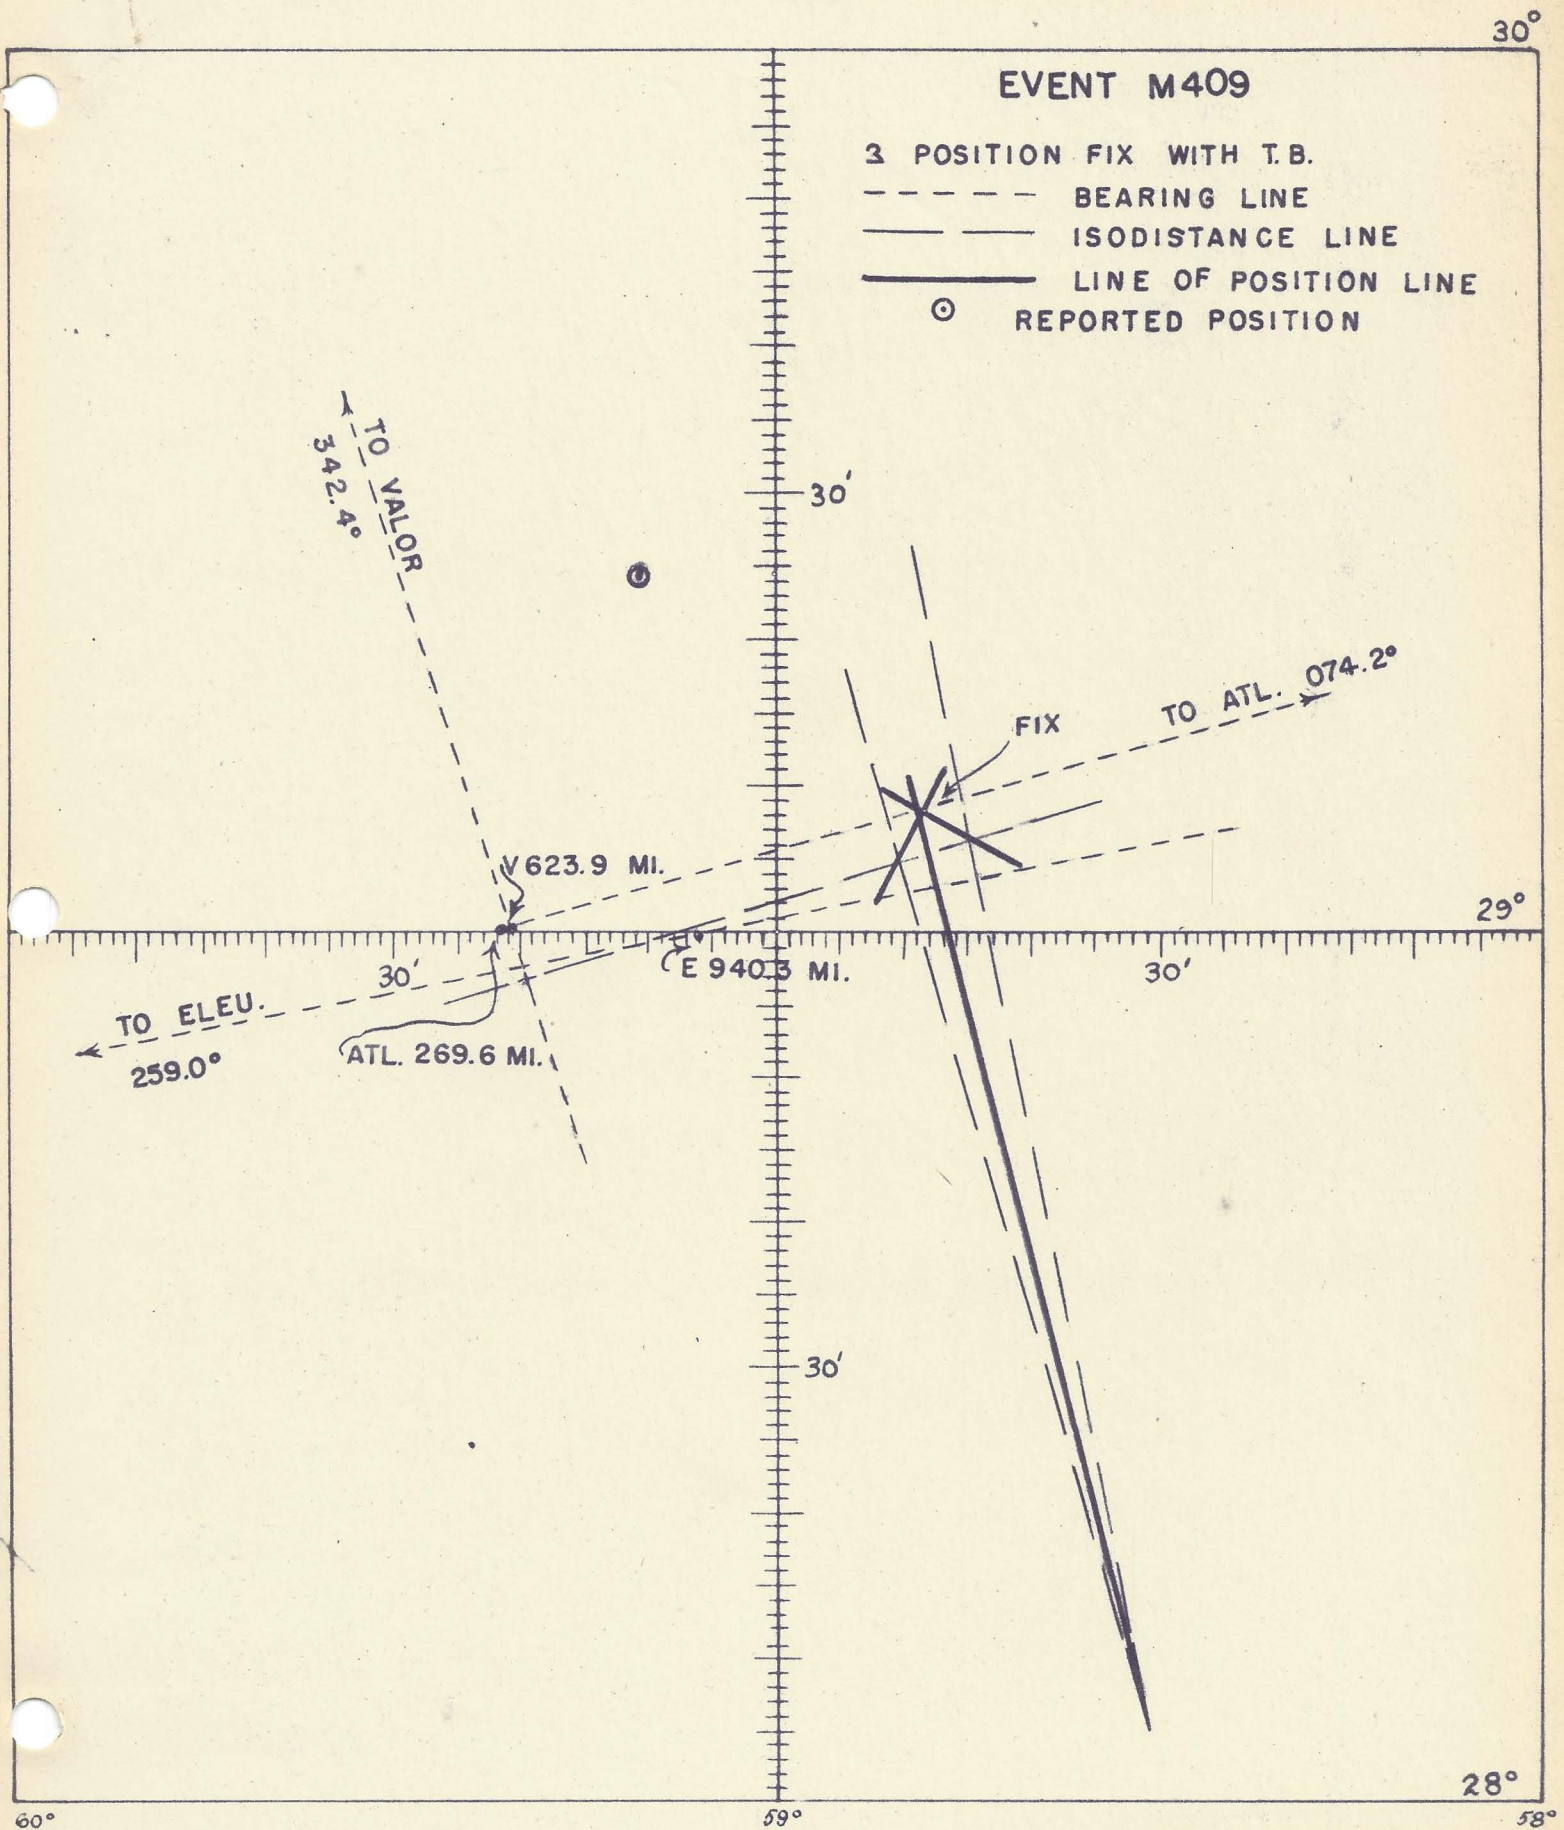 30°
EVENT M409
3 POSITION FIX WITH T.B.
BEARING LINE
ISODISTANCE LINE
LINE OF POSITION LINE
REPORTED POSITION
TO VALOR
342.4°
30'
TO ATL. 074.2°
FIX
V 623.9 MI.
29°
30'
E 940.3 MI.
30'
TO ELEU.
259.0°
ATL. 269.6 MI.
30'
28°
60°
59°
58°